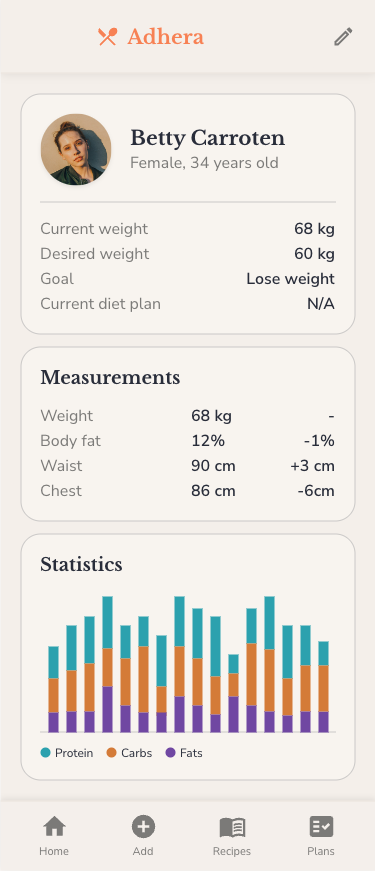 Adhera
Betty Carroten
Female, 34 years old
Current weight 68 kg
Desired weight 60 kg
Goal Lose weight
Current diet plan N/A
Measurements
Weight 68 kg -
Body fat 12% -1%
Waist 90 cm +3 cm
Chest 86 cm -6cm
Statistics
Protein Carbs Fats
Home Add Recipes Plans